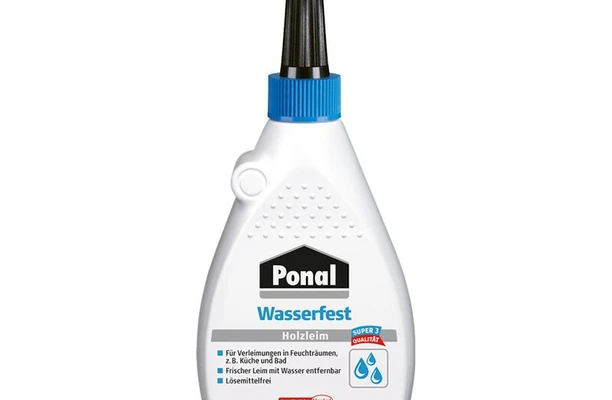 Ponal
Wasserfest
Holzleim
SUPER 3
QUALITÄT
Für Verleimungen in Feuchträumen,
z. B. Küche und Bad
Frischer Leim mit Wasser entfernbar
Lösemittelfrei